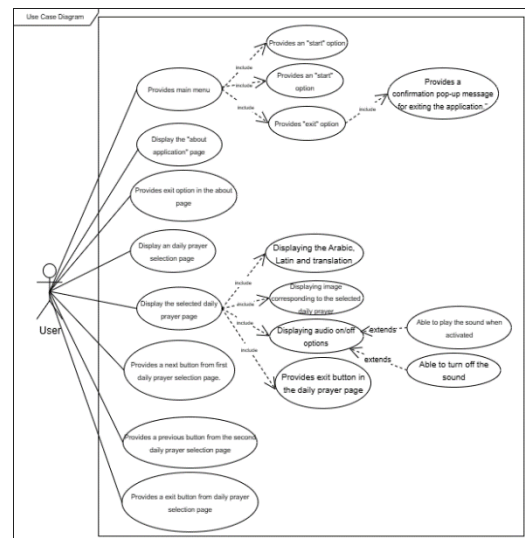 Use Case Diagram
Provides an "start" option
include
Provides an "start"
option
include
Provides main menu
include
Provides "exit" option
include
Provides a
confirmation pop-up message
for exiting the application."
Display the "about
application" page
Provides exit option in the about
page
Display an daily prayer
selection page
Displaying the Arabic,
Latin and translation
include
Displaying image
corresponding to the selected
daily prayer
include
Display the selected daily
prayer page
include
Displaying audio on/off
options
extends
Able to play the sound when
activated
extends
Able to turn off the
sound
include
Provides exit button in
the daily prayer page
User
Provides a next button from first
daily prayer selection page.
Provides a previous button from the second
daily prayer selection page
Provides a exit button from daily prayer
selection page